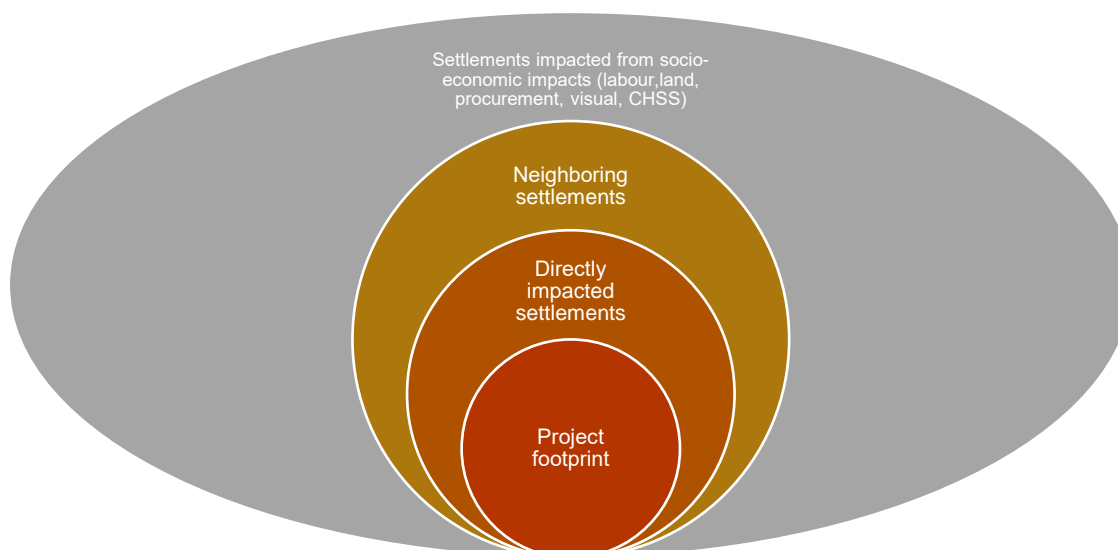 Settlements impacted from socio-
economic impacts (labour,land,
procurement, visual, CHSS)
Neighboring
settlements
Directly
impacted
settlements
Project
footprint